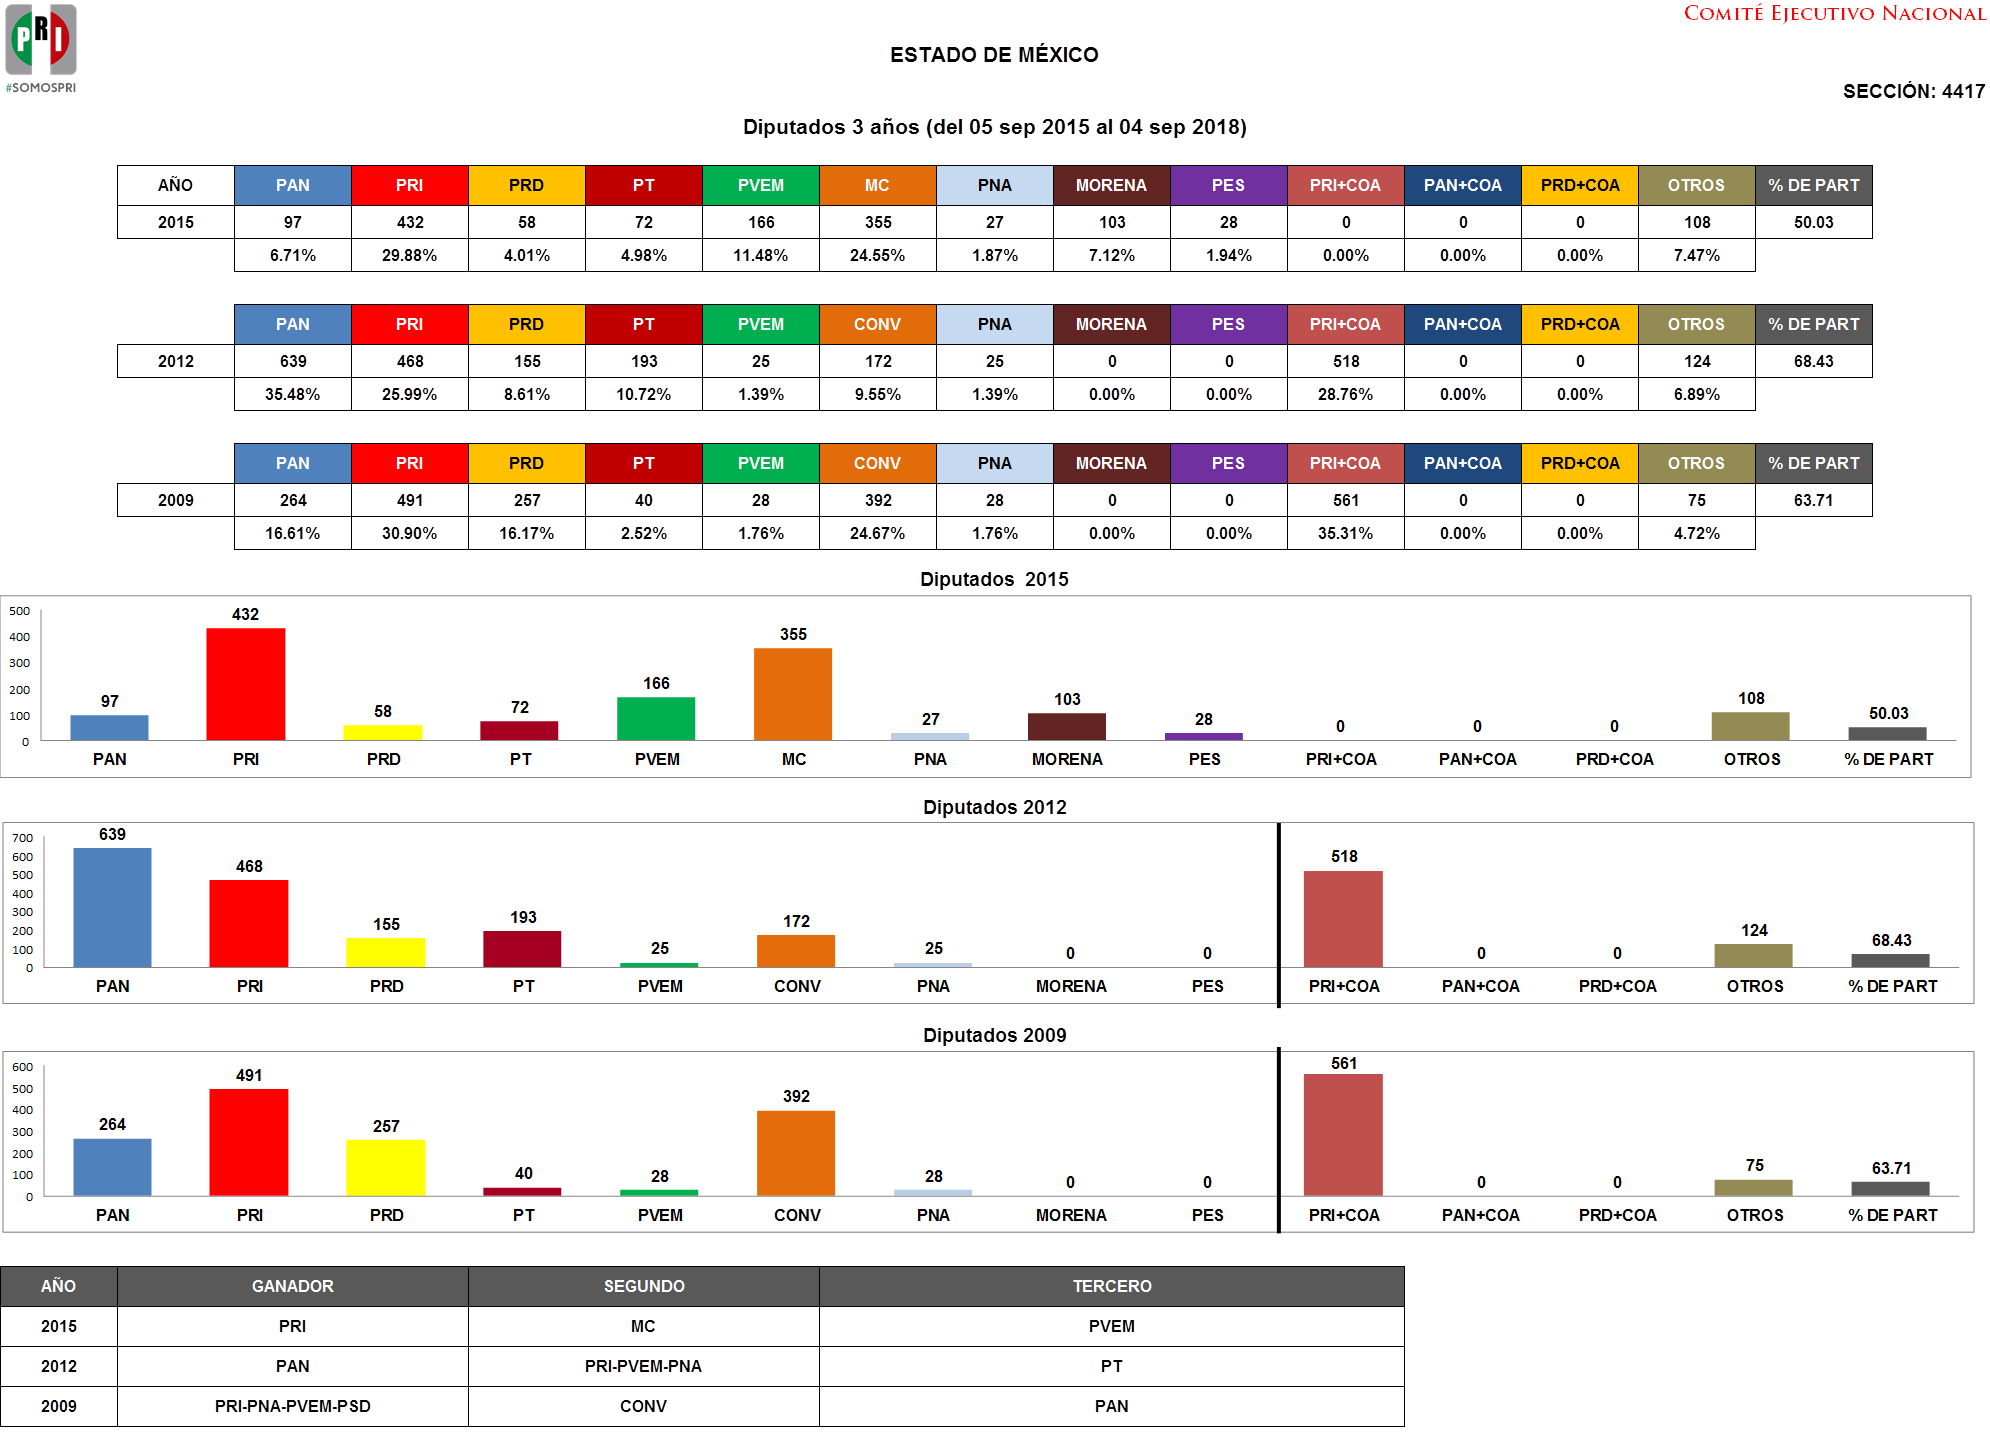 PRI
#SOMOSPRI
COMITÉ EJECUTIVO NACIONAL
ESTADO DE MÉXICO
SECCIÓN: 4417
Diputados 3 años (del 05 sep 2015 al 04 sep 2018)
AÑO PAN PRI PRD PT PVEM MC PNA MORENA PES PRI+COA PAN+COA PRD+COA OTROS % DE PART
2015 97 432 58 72 166 355 27 103 28 0 0 0 108 50.03
6.71% 29.88% 4.01% 4.98% 11.48% 24.55% 1.87% 7.12% 1.94% 0.00% 0.00% 0.00% 7.47%
PAN PRI PRD PT PVEM CONV PNA MORENA PES PRI+COA PAN+COA PRD+COA OTROS % DE PART
2012 639 468 155 193 25 172 25 0 0 518 0 0 124 68.43
35.48% 25.99% 8.61% 10.72% 1.39% 9.55% 1.39% 0.00% 0.00% 28.76% 0.00% 0.00% 6.89%
PAN PRI PRD PT PVEM CONV PNA MORENA PES PRI+COA PAN+COA PRD+COA OTROS % DE PART
2009 264 491 257 40 28 392 28 0 0 561 0 0 75 63.71
16.61% 30.90% 16.17% 2.52% 1.76% 24.67% 1.76% 0.00% 0.00% 35.31% 0.00% 0.00% 4.72%
Diputados 2015
500
400
300
200
100
0
97 432 58 72 166 355 27 103 28 0 0 0 108 50.03
PAN PRI PRD PT PVEM MC PNA MORENA PES PRI+COA PAN+COA PRD+COA OTROS % DE PART
Diputados 2012
700
600
500
400
300
200
100
0
639 468 155 193 25 172 25 0 0 518 0 0 124 68.43
PAN PRI PRD PT PVEM CONV PNA MORENA PES PRI+COA PAN+COA PRD+COA OTROS % DE PART
Diputados 2009
600
500
400
300
200
100
0
264 491 257 40 28 392 28 0 0 561 0 0 75 63.71
PAN PRI PRD PT PVEM CONV PNA MORENA PES PRI+COA PAN+COA PRD+COA OTROS % DE PART
AÑO GANADOR SEGUNDO TERCERO
2015 PRI MC PVEM
2012 PAN PRI-PVEM-PNA PT
2009 PRI-PNA-PVEM-PSD CONV PAN